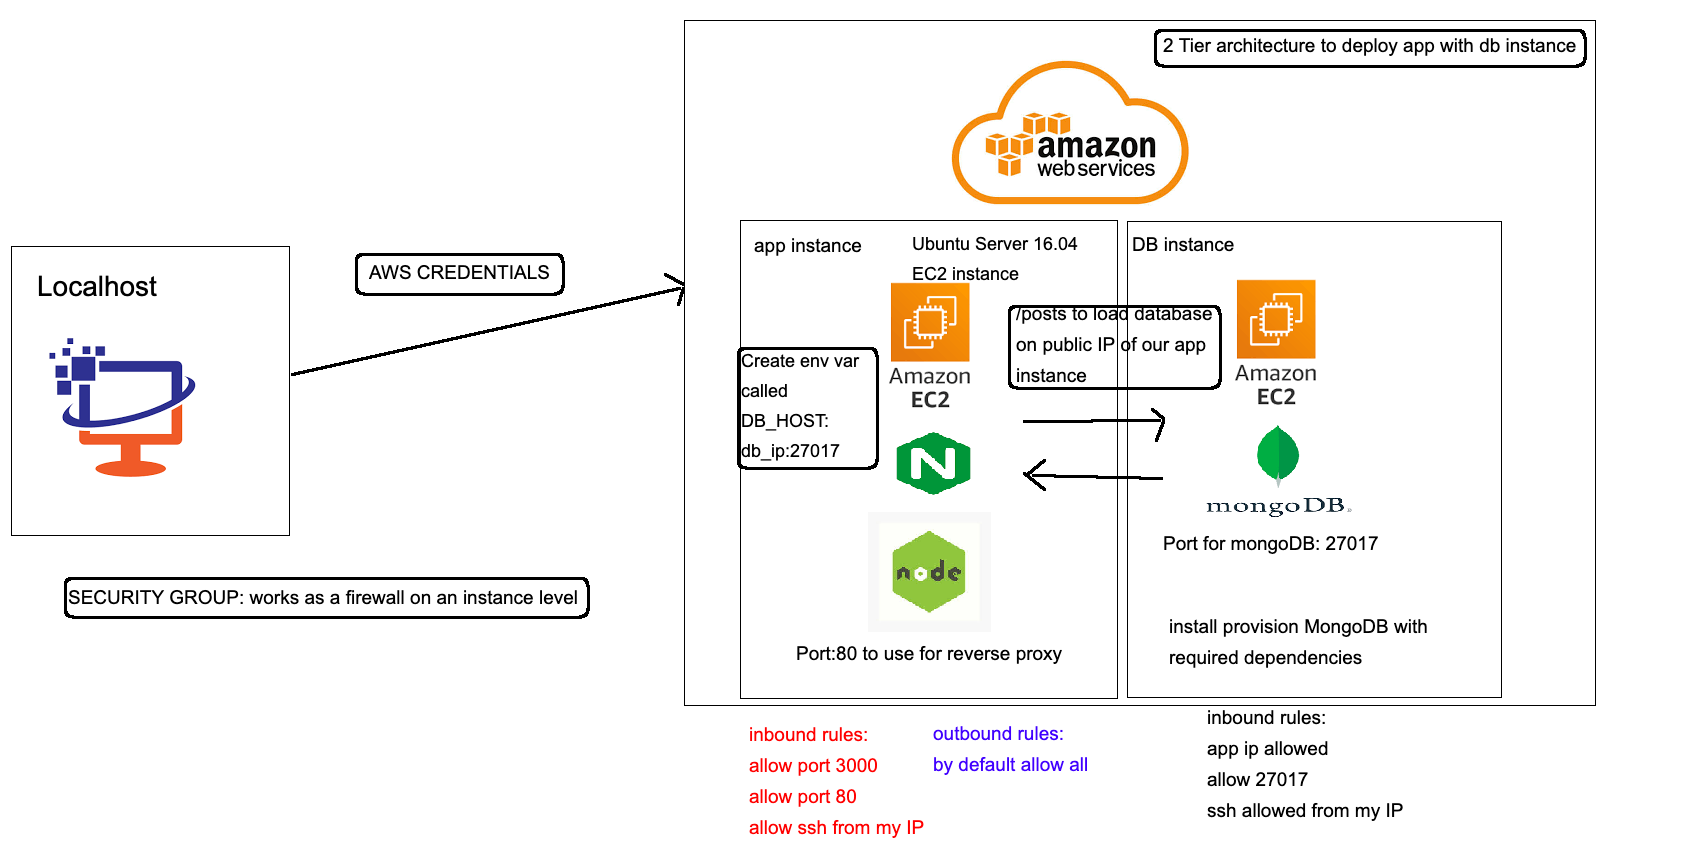 2 Tier architecture to deploy app with db instance
amazon
web services
Localhost
AWS CREDENTIALS
SECURITY GROUP: works as a firewall on an instance level
app instance
Ubuntu Server 16.04
EC2 instance
Amazon
EC2
Create env var
called
DB_HOST:
db_ip:27017
/posts to load database
on public IP of our app
instance
N
node
Port:80 to use for reverse proxy
DB instance
Amazon
EC2
mongoDB
Port for mongoDB: 27017
install provision MongoDB with
required dependencies
inbound rules:
allow port 3000
allow port 80
allow ssh from my IP
outbound rules:
by default allow all
inbound rules:
app ip allowed
allow 27017
ssh allowed from my IP